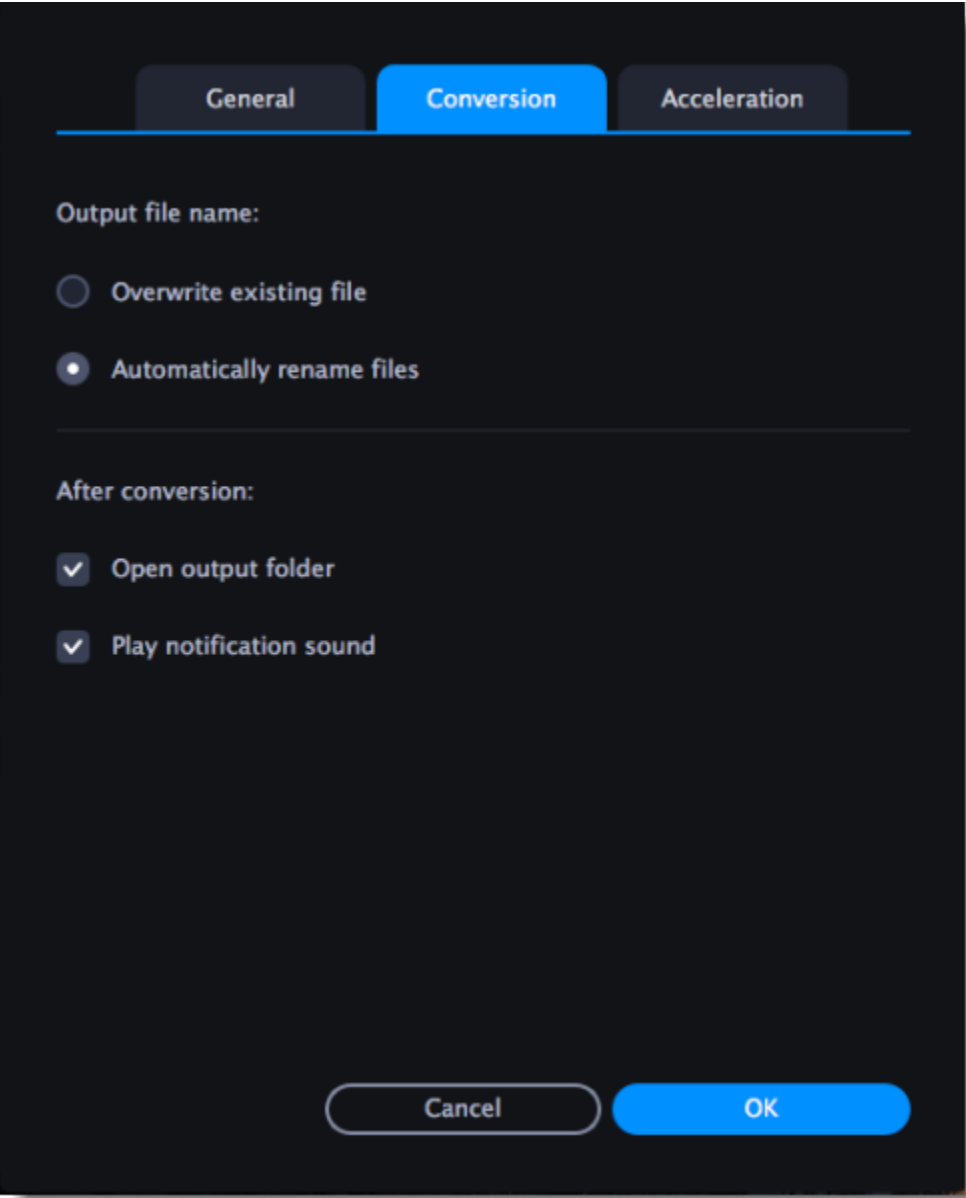 General Conversion Acceleration
Output file name:
Overwrite existing file
Automatically rename files
After conversion:
Open output folder
Play notification sound
Cancel OK